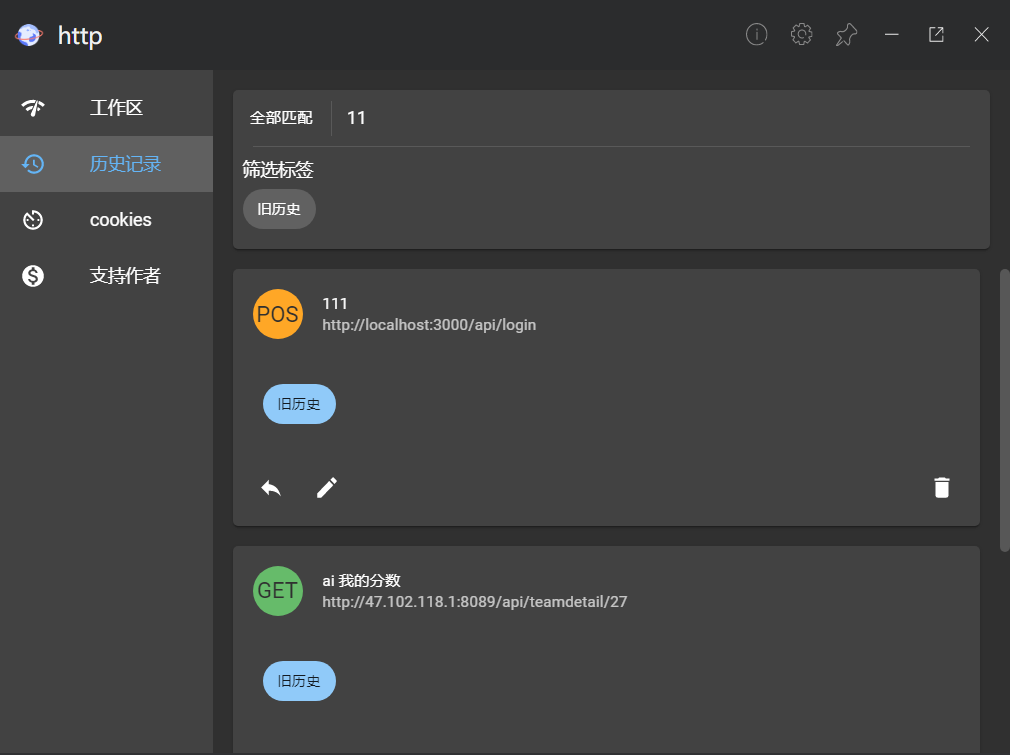 http
工作区
历史记录
cookies
支持作者
全部匹配 11
筛选标签
旧历史
POS
111
http://localhost:3000/api/login
旧历史
GET
ai 我的分数
http://47.102.118.1:8089/api/teamdetail/27
旧历史